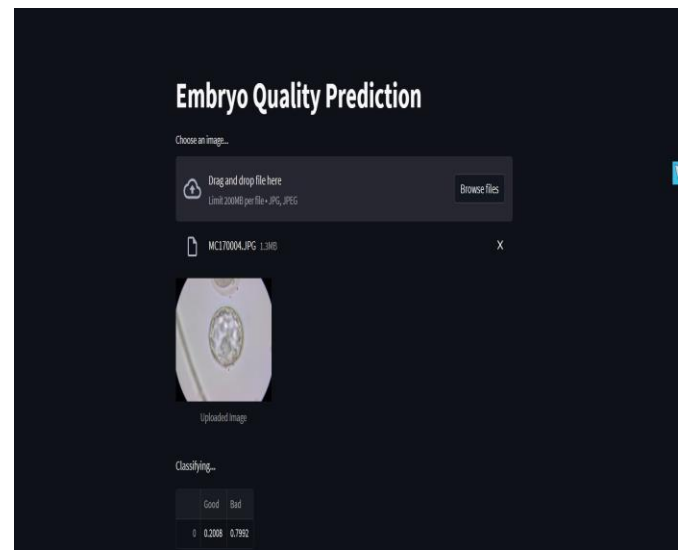 Embryo Quality Prediction
Choose an image...
Drag and drop file here
Limit 200MB per file • JPG, JPEG
Browse files
MC170004.JPG 1.3MB X
Uploaded Image
Classifying...
Good Bad
0 0.2008 0.7992